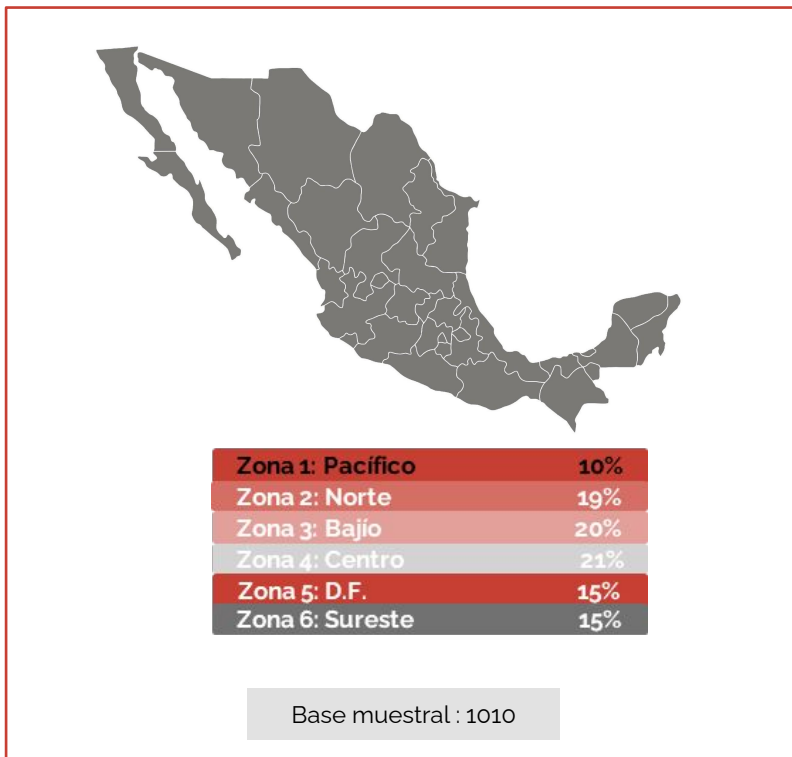 Zona 1: Pacífico 10%
Zona 2: Norte 19%
Zona 3: Bajío 20%
Zona 4: Centro 21%
Zona 5: D.F. 15%
Zona 6: Sureste 15%
Base muestral : 1010